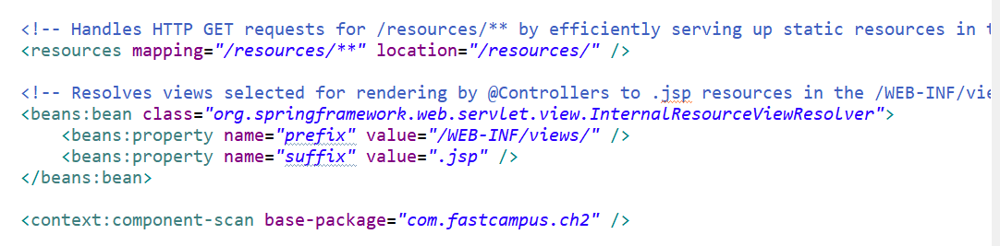 <!-- Handles HTTP GET requests for /resources/** by efficiently serving up static resources in
<resources mapping="/resources/**" location="/resources/" />
<!-- Resolves views selected for rendering by @Controllers to .jsp resources in the /WEB-INF/vie
<beans:bean class="org.springframework.web.servlet.view.InternalResourceViewResolver">
<beans:property name="prefix" value="/WEB-INF/views/" />
<beans:property name="suffix" value=".jsp" />
</beans:bean>
<context:component-scan base-package="com.fastcampus.ch2" />